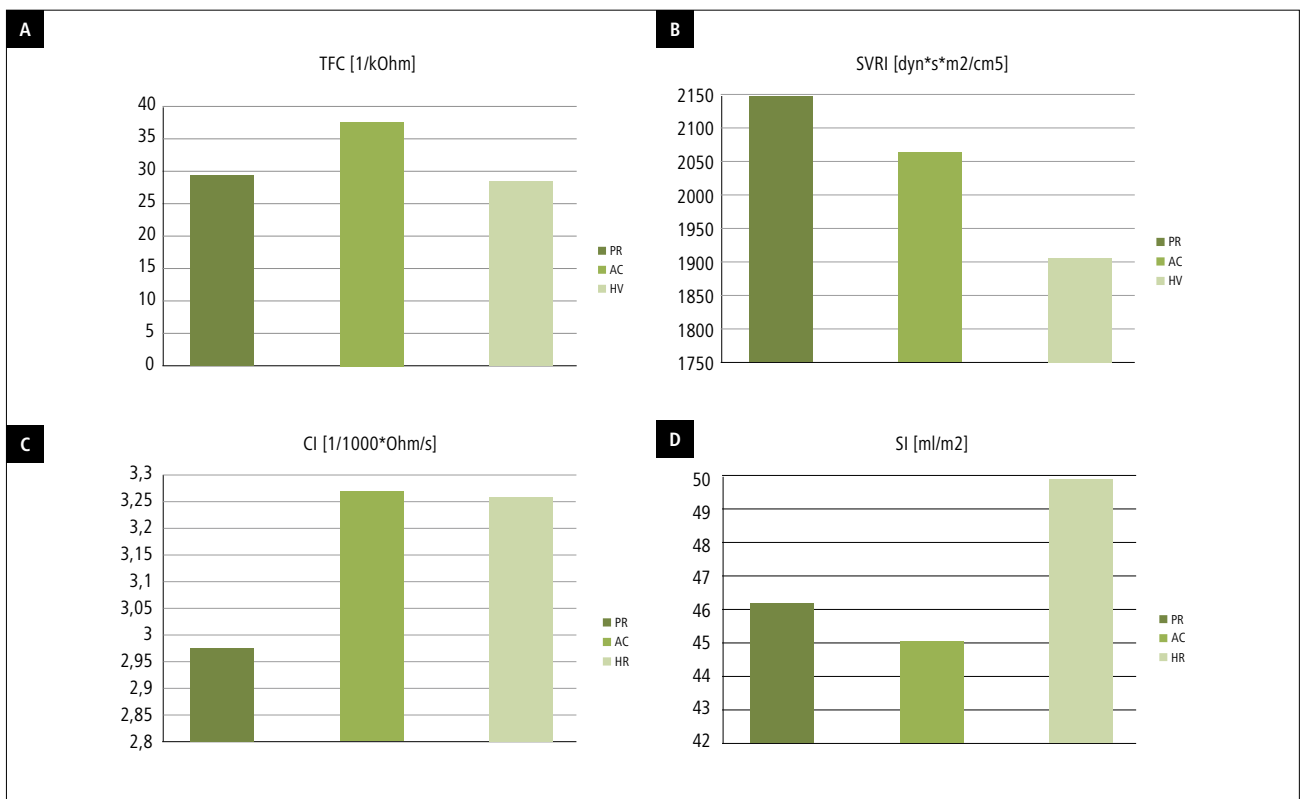 A
TFC [1/kOhm]
40
35
30
25
20
15
10
5
0
PR
AC
HV
B
SVRI [dyn*s*m2/cm5]
2150
2100
2050
2000
1950
1900
1850
1800
1750
PR
AC
HV
C
CI [1/1000*Ohm/s]
3,3
3,25
3,2
3,15
3,1
3,05
3
2,95
2,9
2,85
2,8
PR
AC
HR
D
SI [ml/m2]
50
49
48
47
46
45
44
43
42
PR
AC
HR